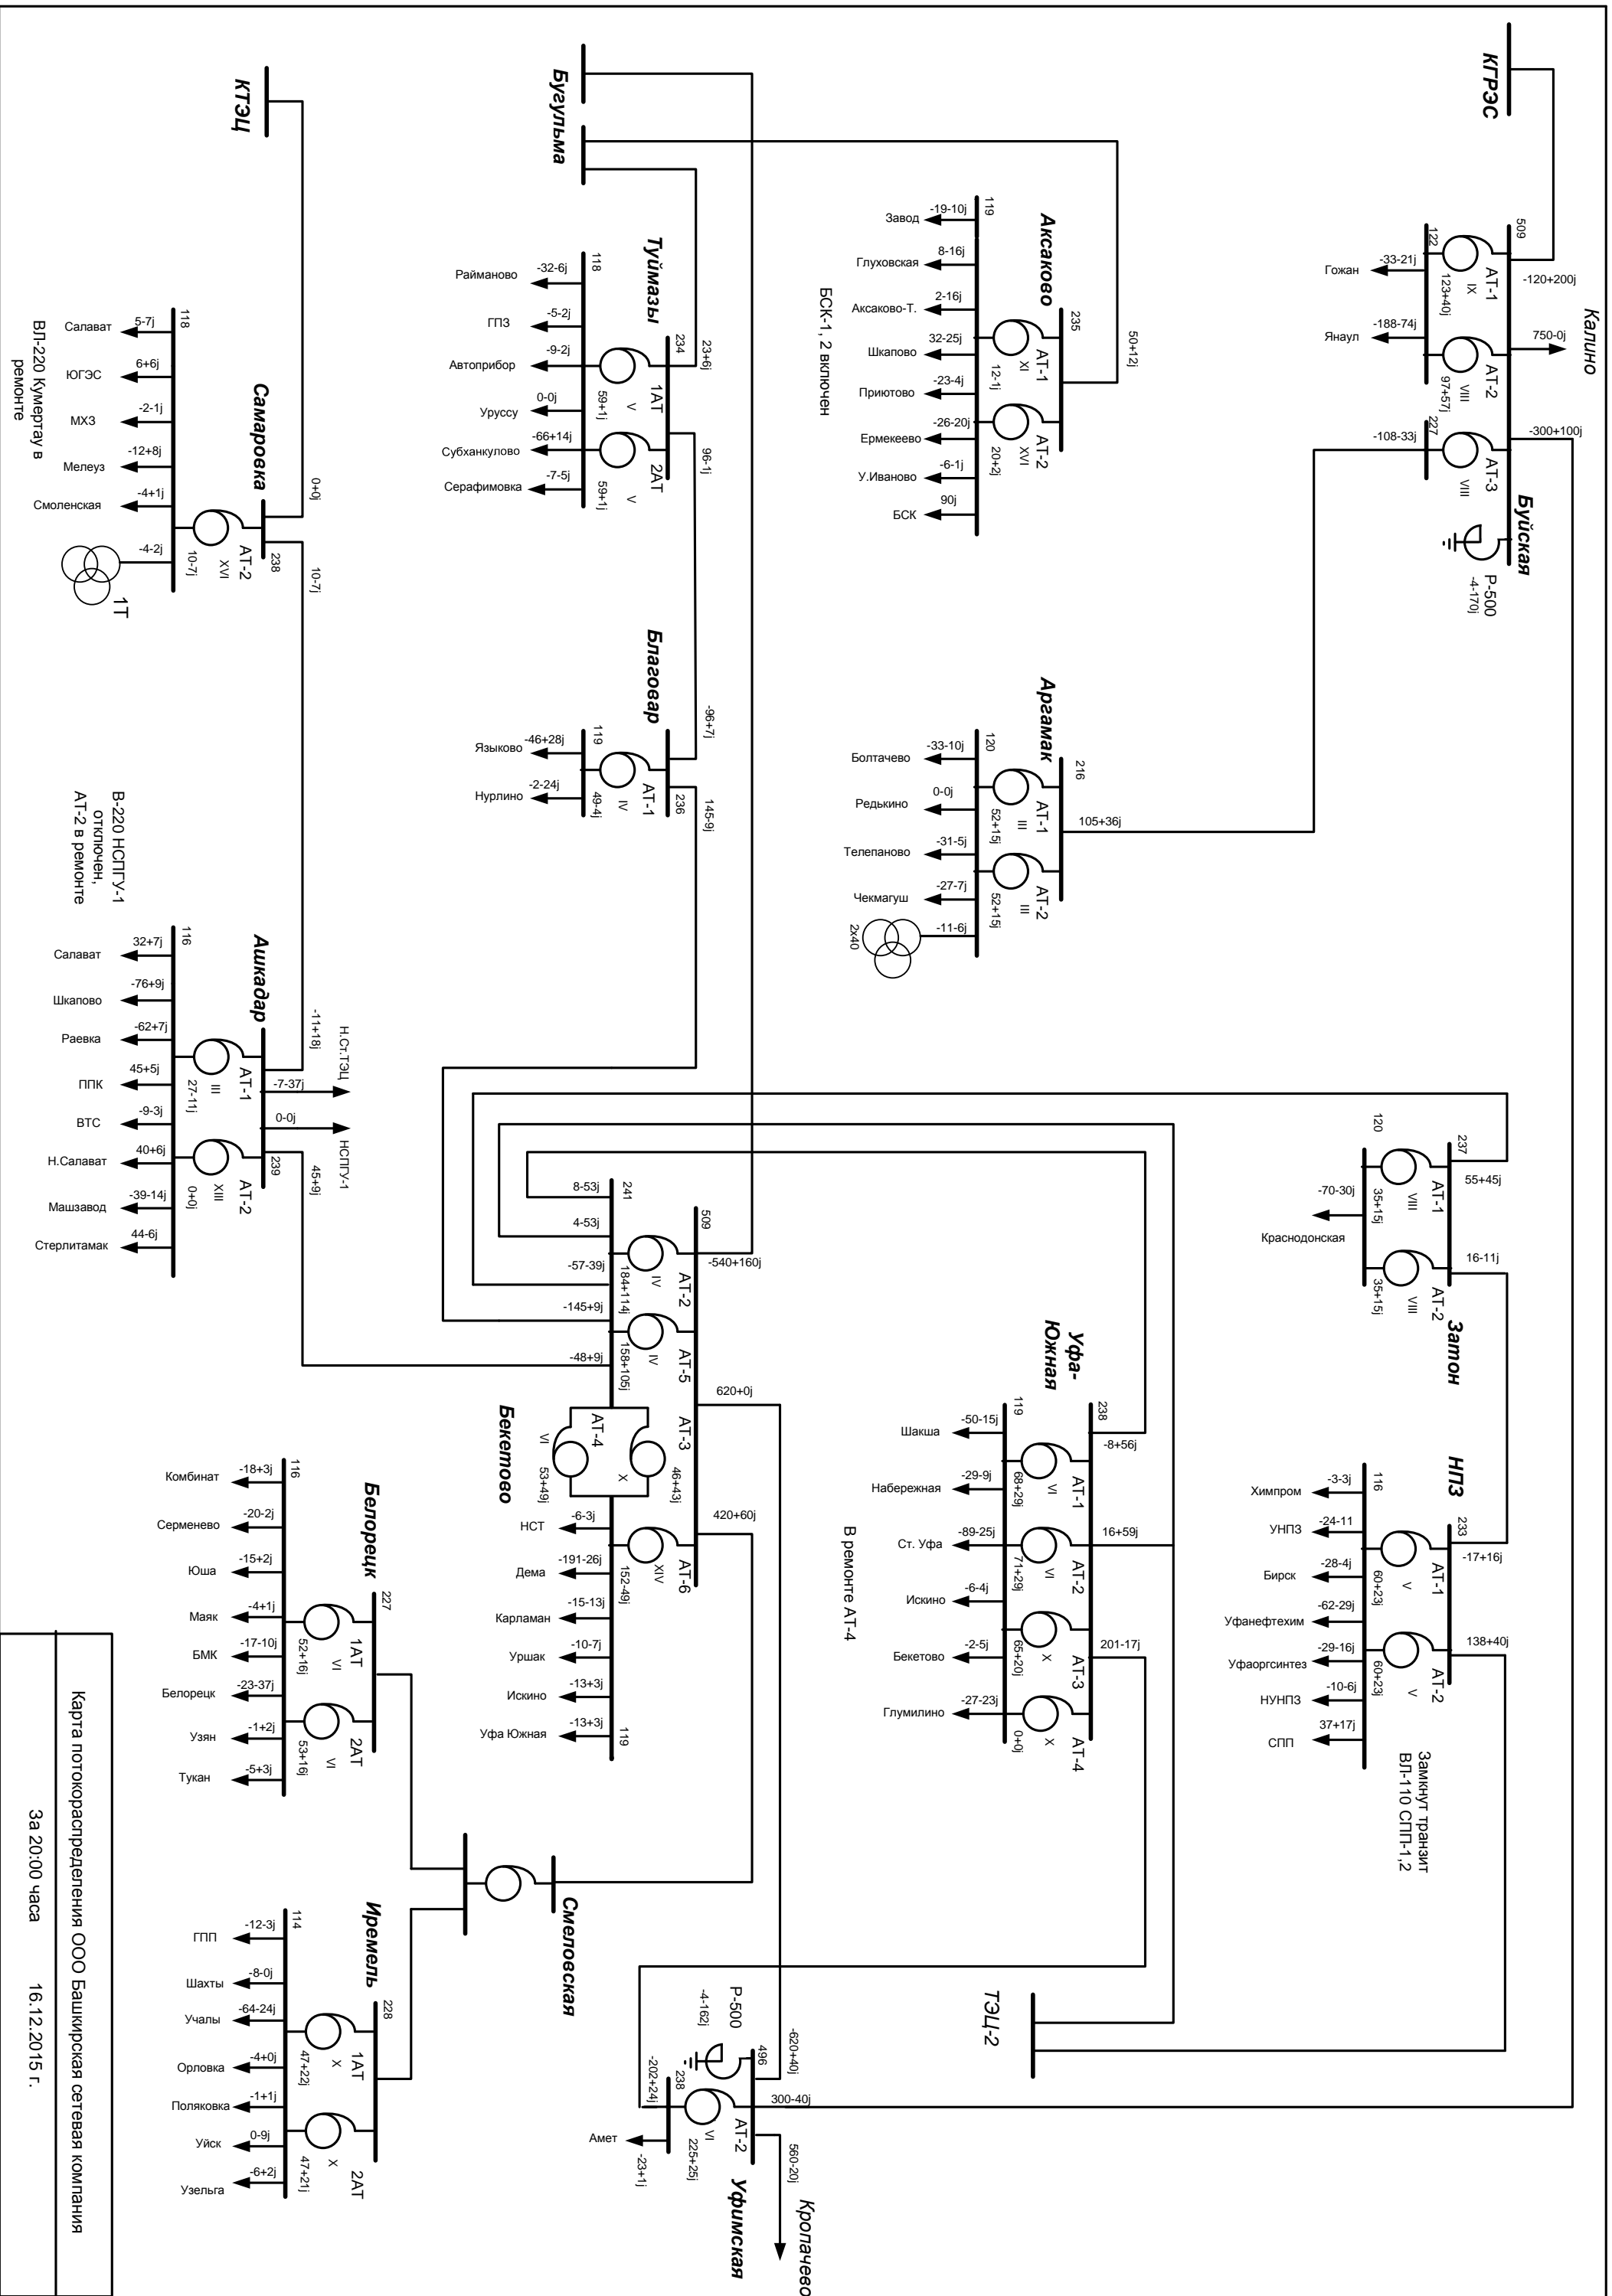 КГРЭС
509
-120+200j
Калино
750-0j
-300+100j
Буйская
АТ-1
IX
123+40j
АТ-2
VIII
97+57j
АТ-3
VIII
Р-500
-4-170j
122
Гожан
-33-21j
Янаул
-188-74j
227
-108-33j
Аксаково
235
50+12j
АТ-1
XI
12-1j
АТ-2
XVI
20+2j
119
Завод
-19-10j
Глуховская
8-16j
Аксаково-Т.
2-16j
Шкапово
32-25j
Приютово
-23-4j
Ермекеево
-26-20j
У.Иваново
-6-1j
БСК
90j
БСК-1, 2 включен
Аргамак
216
105+36j
АТ-1
III
52+15j
АТ-2
III
52+15j
120
Болтачево
-33-10j
Редькино
0-0j
Телепаново
-31-5j
Чекмагуш
-27-7j
-11-6j
2x40
Бугульма
Туймазы
234
23+6j
96-1j
1АТ
V
59+1j
2АТ
V
59+1j
118
Райманово
-32-6j
ГПЗ
-5-2j
Автоприбор
-9-2j
Уруссу
0-0j
Субханкулово
-66+14j
Серафимовка
-7-5j
Благовар
-96+7j
236
145-9j
АТ-1
IV
49-4j
119
Языково
-46+28j
Нурлино
-2-24j
КТЭЦ
Самаровка
0+0j
238
10-7j
АТ-2
XVI
10-7j
118
Салават
5-7j
ЮГЭС
6+6j
МХЗ
-2-1j
Мелеуз
-12+8j
Смоленская
-4+1j
-4-2j
1Т
ВЛ-220 Кумертау в
ремонте
Ашкадар
-11+18j
Н.Ст.ТЭЦ
-7-37j
0-0j
НСПГУ-1
239
45+9j
АТ-1
III
27-11j
АТ-2
XIII
0+0j
116
Салават
32+7j
Шкапово
-76+9j
Раевка
-62+7j
ППК
45+5j
ВТС
-9-3j
Н.Салават
40+6j
Машзавод
-39-14j
Стерлитамак
44-6j
В-220 НСПГУ-1
отключен,
АТ-2 в ремонте
Затон
237
55+45j
16-11j
АТ-1
VIII
35+15j
АТ-2
VIII
35+15j
120
-70-30j
Краснодонская
НПЗ
233
-17+16j
138+40j
АТ-1
V
60+23j
АТ-2
V
60+23j
116
Химпром
-3-3j
УНПЗ
-24-11
Бирск
-28-4j
Уфанефтехим
-62-29j
Уфаоргсинтез
-29-16j
НУНПЗ
-10-6j
СПП
37+17j
Замкнут транзит
ВЛ-110 СПП-1,2
Уфа-
Южная
238
-8+56j
16+59j
201-17j
АТ-1
VI
68+29j
АТ-2
VI
71+29j
АТ-3
X
65+20j
АТ-4
X
0+0j
119
Шакша
-50-15j
Набережная
-29-9j
Ст. Уфа
-89-25j
Искино
-6-4j
Бекетово
-2-5j
Глумилино
-27-23j
В ремонте АТ-4
Бекетово
509
-540+160j
620+0j
420+60j
241
8-53j
4-53j
-57-39j
-145+9j
-48+9j
АТ-2
IV
184+114j
АТ-5
IV
158+105j
АТ-3
X
46+43j
АТ-4
VI
53+49j
АТ-6
XIV
152-49j
НСТ
-6-3j
Дема
-191-26j
Карламан
-15-13j
Уршак
-10-7j
Искино
-13+3j
Уфа Южная
-13+3j
119
ТЭЦ-2
Уфимская
496
-620+40j
300-40j
560-20j
Кропачево
Р-500
-4-162j
АТ-2
VI
225+25j
238
-202+24j
Амет
-23+1j
Смеловская
Белорецк
227
1АТ
VI
52+16j
2АТ
VI
53+16j
116
Комбинат
-18+3j
Серменево
-20-2j
Юша
-15+2j
Маяк
-4+1j
БМК
-17-10j
Белорецк
-23-37j
Узян
-1+2j
Тукан
-5+3j
Иремель
228
1АТ
X
47+22j
2АТ
X
47+21j
114
ГПП
-12-3j
Шахты
-8-0j
Учалы
-64-24j
Орловка
-4+0j
Поляковка
-1+1j
Уйск
0-9j
Узельга
-6+2j
Карта потокораспределения ООО Башкирская сетевая компания
За 20:00 часа 16.12.2015 г.